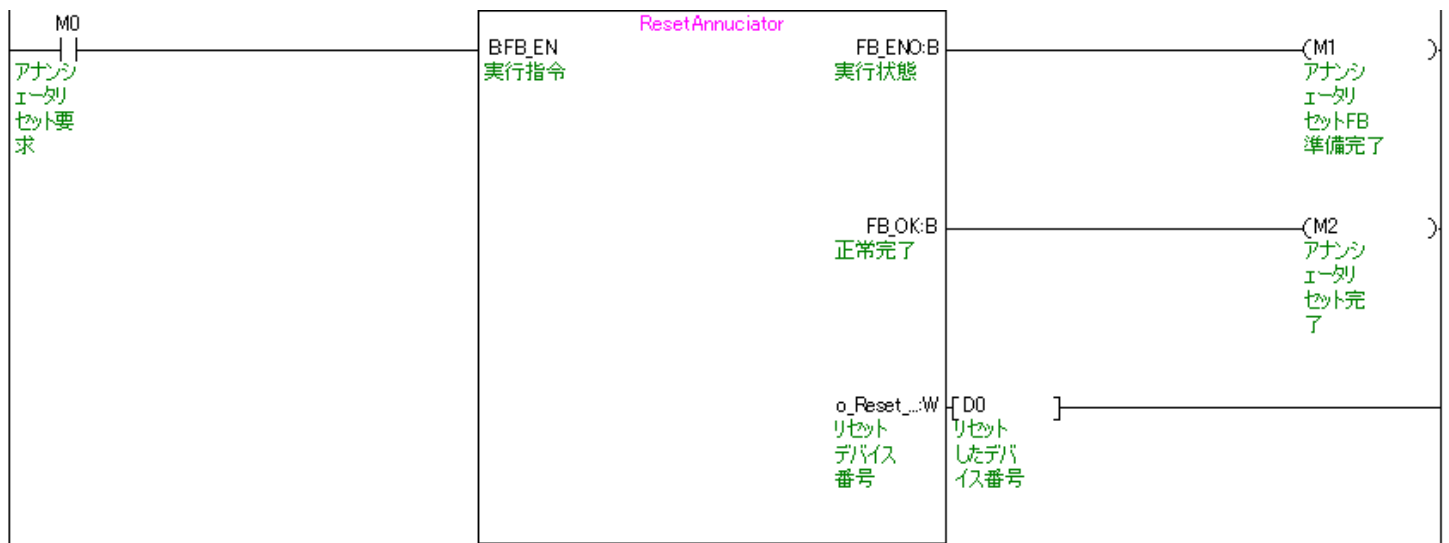 M0
アナンシ
ェータリ
セット要
求
ResetAnnuciator
B:FB_EN
実行指令
FB_ENO:B
実行状態
(M1 )
アナンシ
ェータリ
セットFB
準備完了
FB_OK:B
正常完了
(M2 )
アナンシ
ェータリ
セット完
了
o_Reset_...:W
リセット
デバイス
番号
[ D0 ]
リセット
したデバ
イス番号